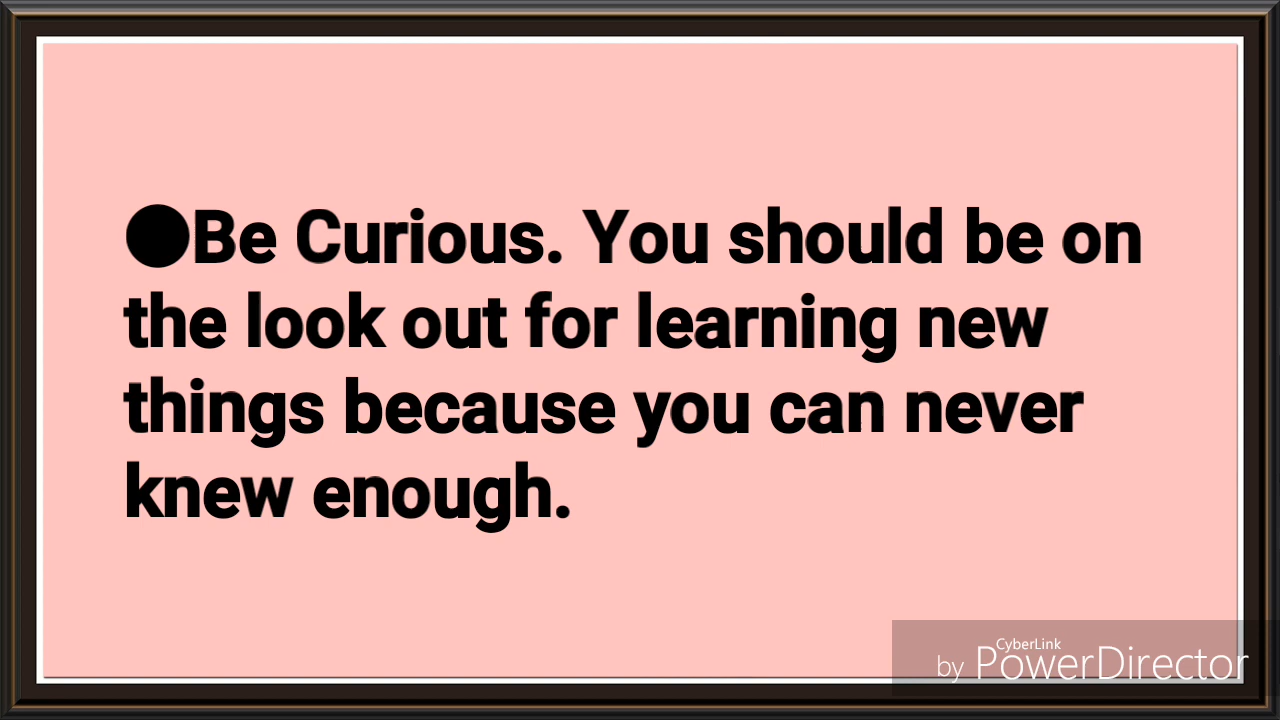 ●Be Curious. You should be on
the look out for learning new
things because you can never
knew enough.
CyberLink
by PowerDirector